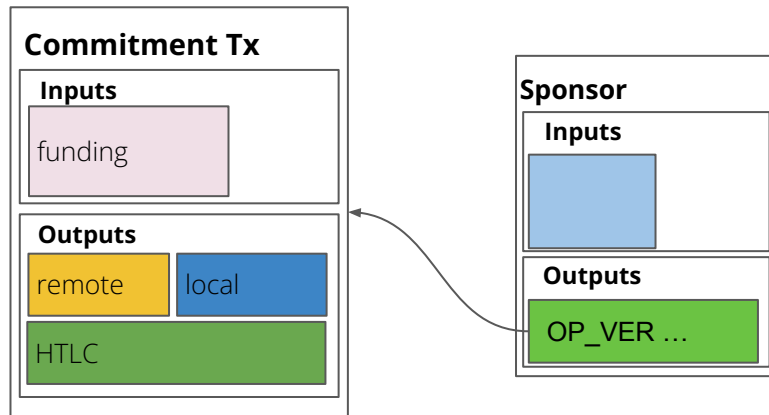 Commitment Tx
Inputs
funding
Outputs
remote
local
HTLC
Sponsor
Inputs
Outputs
OP_VER …